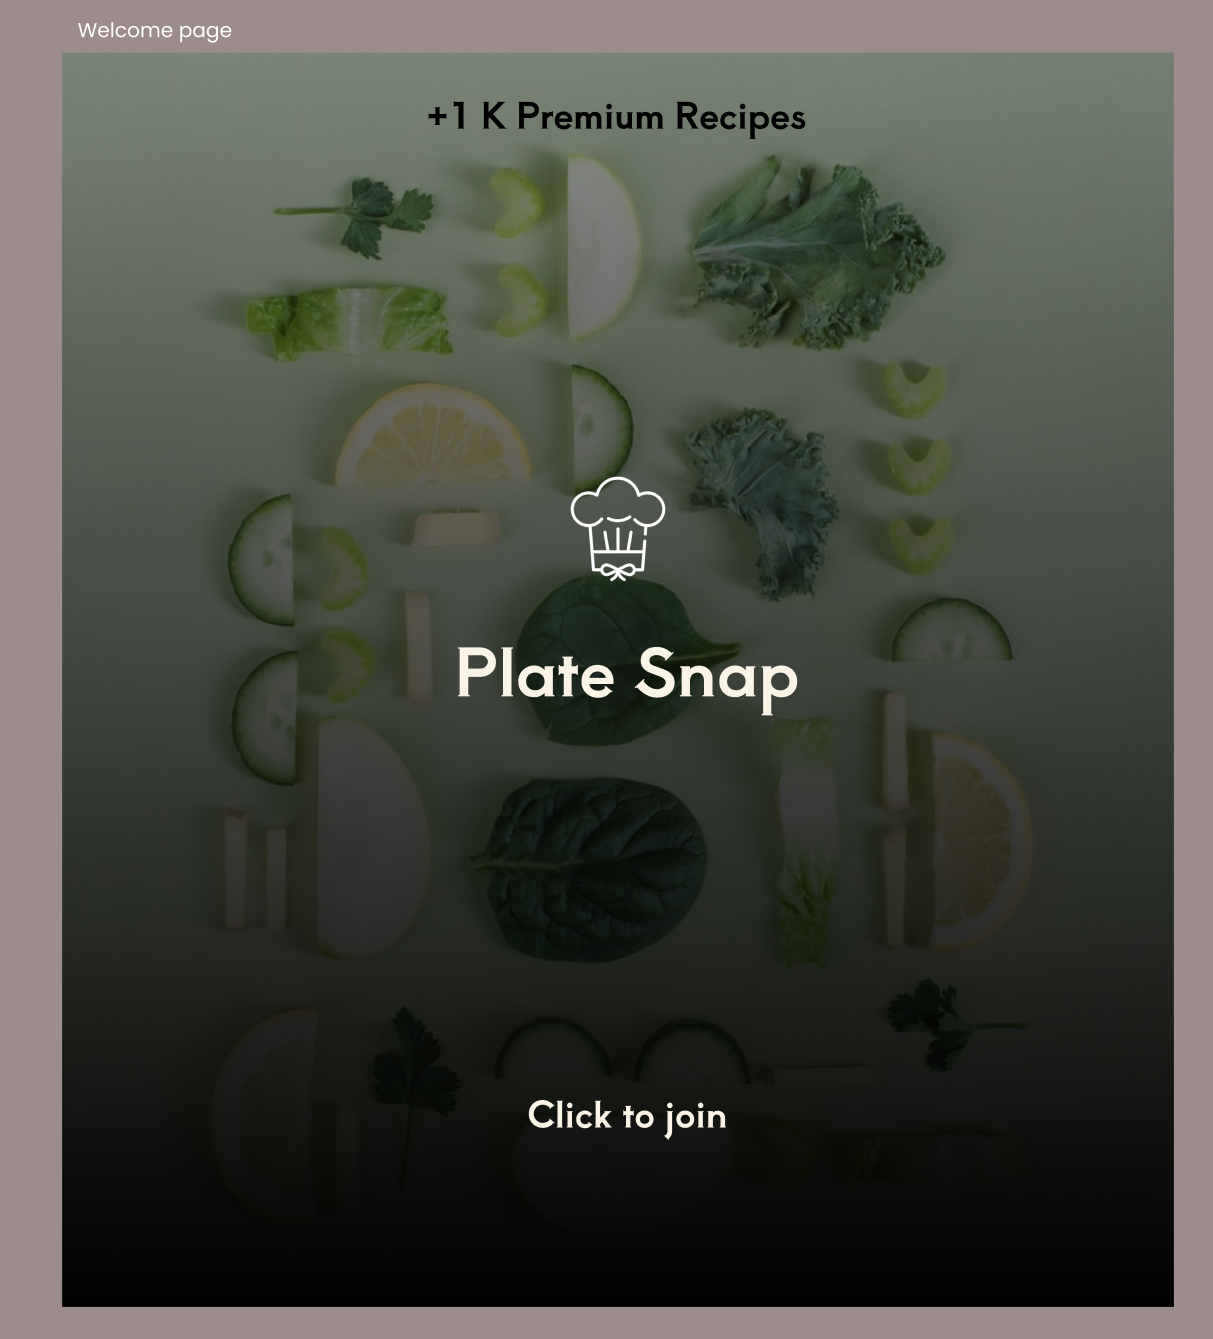 Welcome page
+1 K Premium Recipes
Plate Snap
Click to join